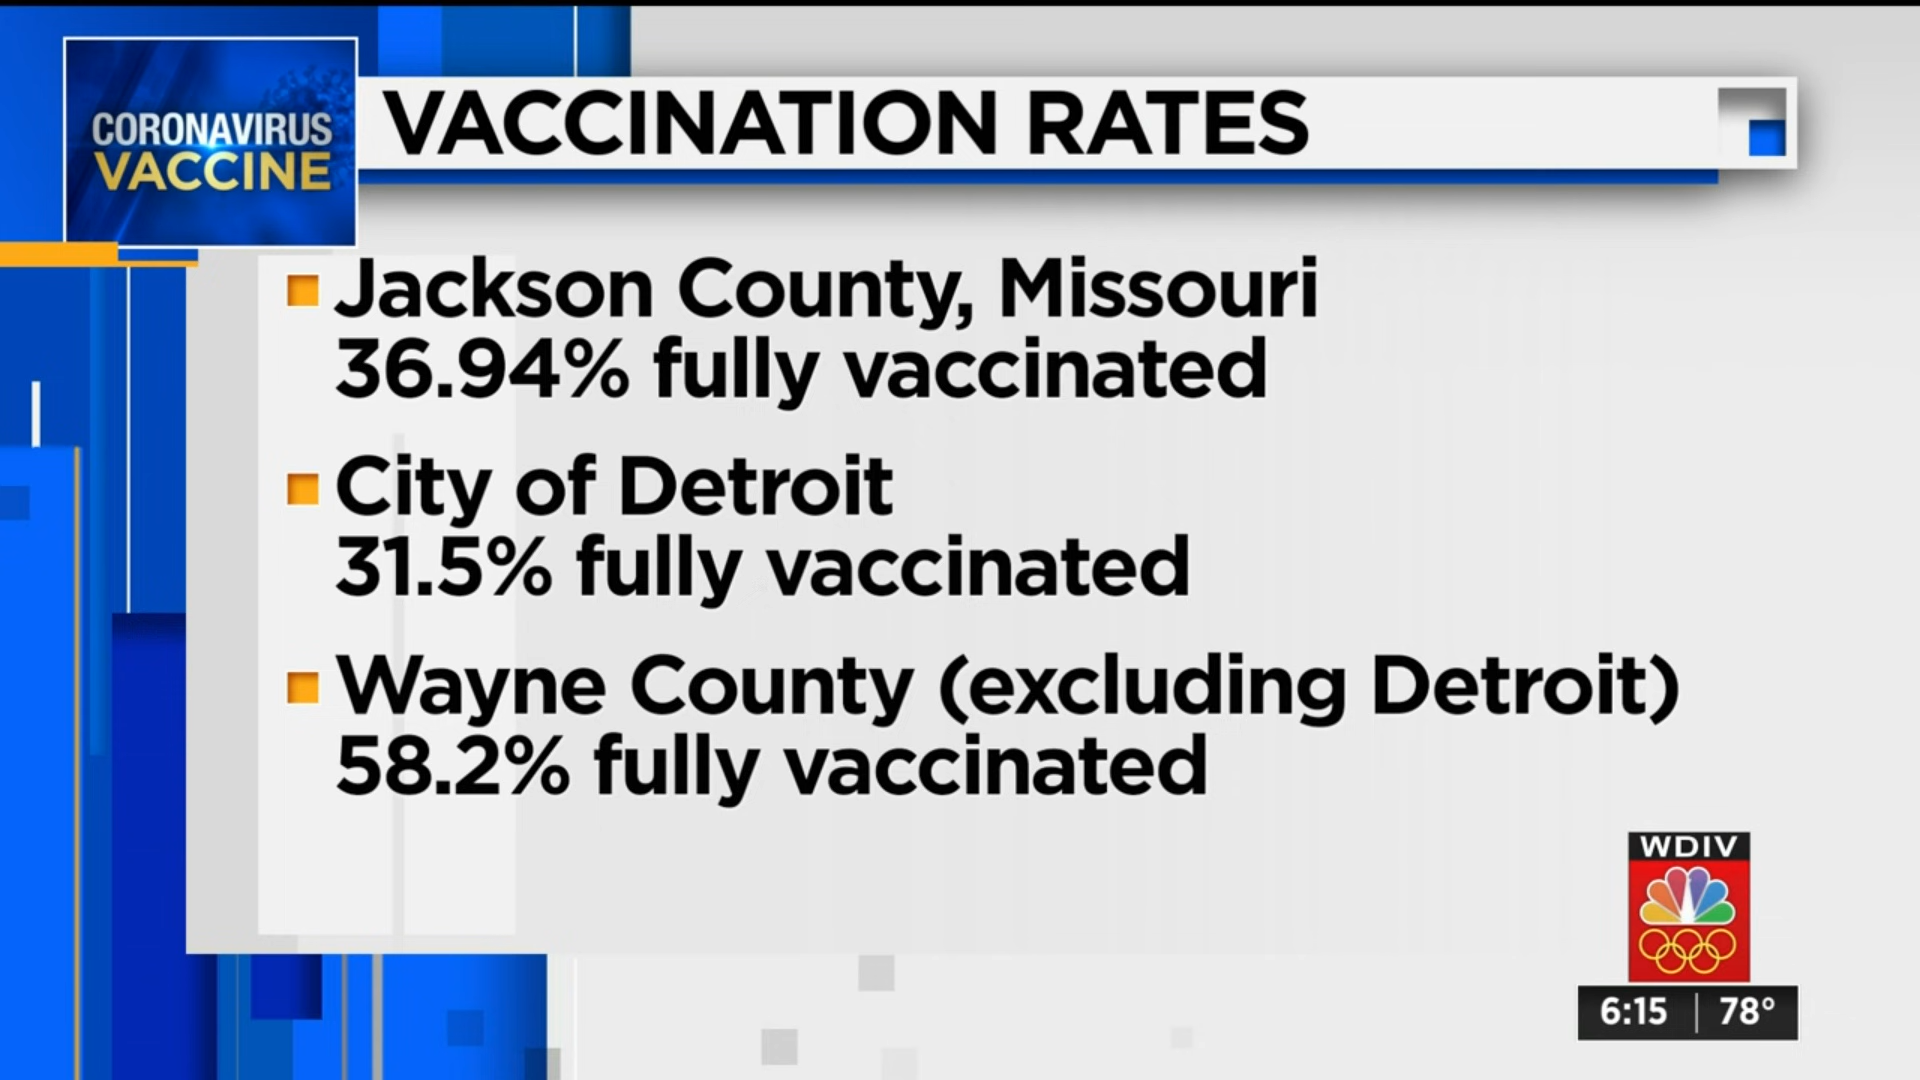 CORONAVIRUS
VACCINE
VACCINATION RATES
Jackson County, Missouri
36.94% fully vaccinated
City of Detroit
31.5% fully vaccinated
Wayne County (excluding Detroit)
58.2% fully vaccinated
WDIV
6:15 78°